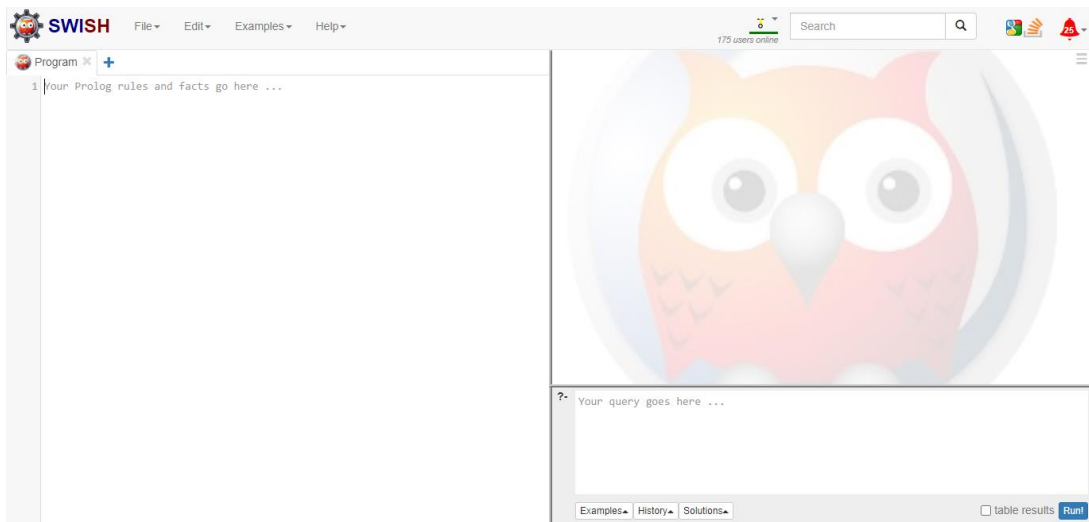 SWISH File Edit Examples Help
175 users online
Search
25
Program
1 Your Prolog rules and facts go here ...
?- Your query goes here ...
Examples History Solutions table results Run!